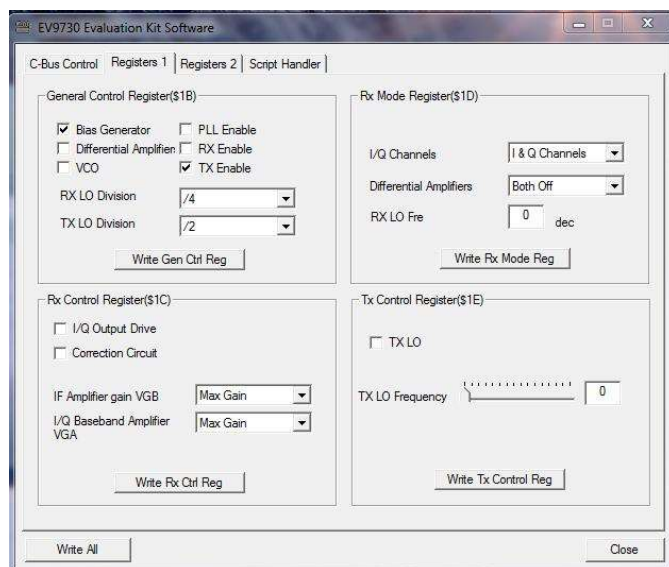 EV9730 Evaluation Kit Software
C-Bus Control Registers 1 Registers 2 Script Handler
General Control Register($1B)
Bias Generator PLL Enable
Differential Amplifier RX Enable
VCO TX Enable
RX LO Division /4
TX LO Division /2
Write Gen Ctrl Reg
Rx Mode Register($1D)
I/Q Channels I & Q Channels
Differential Amplifiers Both Off
RX LO Fre 0 dec
Write Rx Mode Reg
Rx Control Register($1C)
I/Q Output Drive
Correction Circuit
IF Amplifier gain VGB Max Gain
I/Q Baseband Amplifier Max Gain
VGA
Write Rx Ctrl Reg
Tx Control Register($1E)
TX LO
TX LO Frequency 0
Write Tx Control Reg
Write All Close